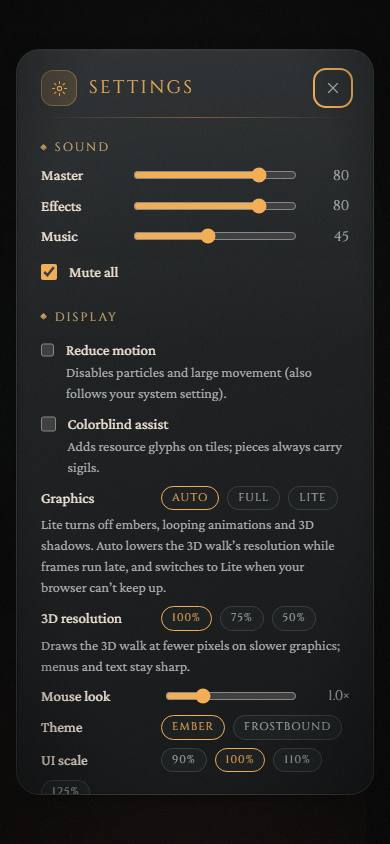 SETTINGS
SOUND
Master 80
Effects 80
Music 45
Mute all
DISPLAY
Reduce motion
Disables particles and large movement (also
follows your system setting).
Colorblind assist
Adds resource glyphs on tiles; pieces always carry
sigils.
Graphics AUTO FULL LITE
Lite turns off embers, looping animations and 3D
shadows. Auto lowers the 3D walk's resolution while
frames run late, and switches to Lite when your
browser can't keep up.
3D resolution 100% 75% 50%
Draws the 3D walk at fewer pixels on slower graphics;
menus and text stay sharp.
Mouse look 1.0×
Theme EMBER FROSTBOUND
UI scale 90% 100% 110%
125%